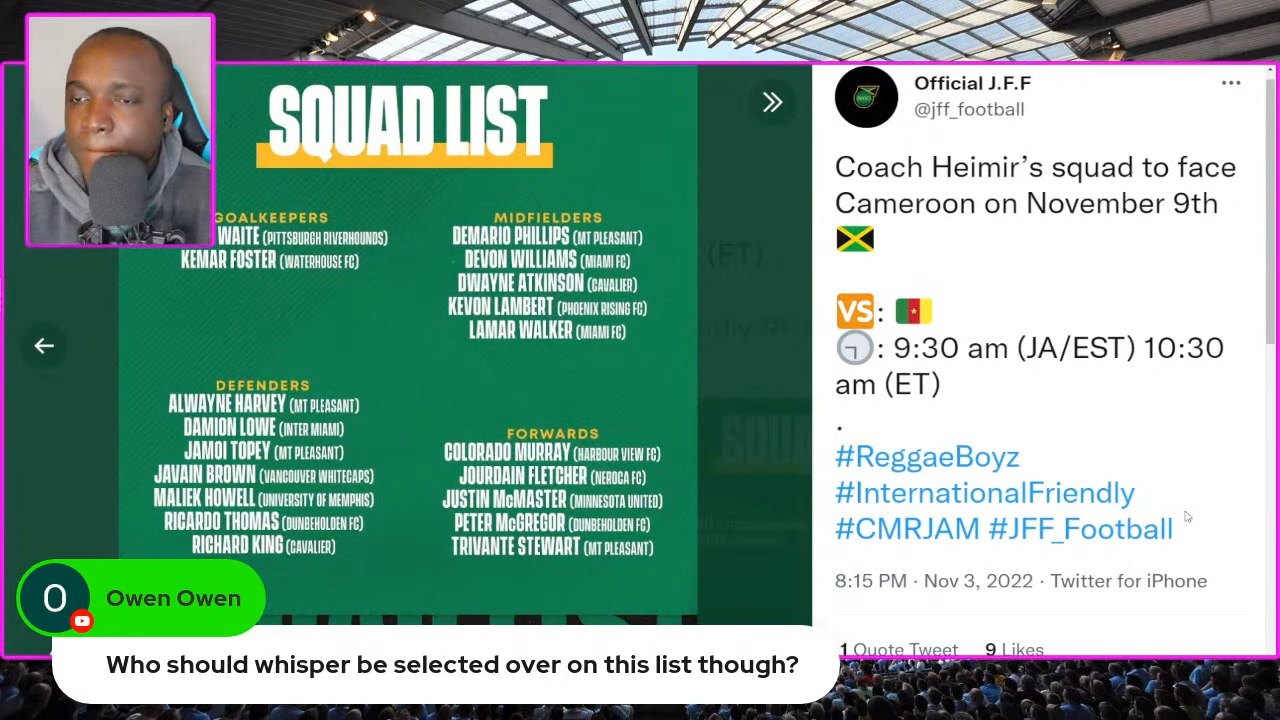 SQUAD LIST
GOALKEEPERS
WAITE (PITTSBURGH RIVERHOUNDS)
KEMAR FOSTER (WATERHOUSE FC)
DEFENDERS
ALWAYNE HARVEY (MT PLEASANT)
DAMION LOWE (INTER MIAMI)
JAMOI TOPEY (MT PLEASANT)
JAVAIN BROWN (VANCOUVER WHITECAPS)
MALIEK HOWELL (UNIVERSITY OF MEMPHIS)
RICARDO THOMAS (DUNBEHOLDEN FC)
RICHARD KING (CAVALIER)
MIDFIELDERS
DEMARIO PHILLIPS (MT PLEASANT)
DEVON WILLIAMS (MIAMI FC)
DWAYNE ATKINSON (CAVALIER)
KEVON LAMBERT (PHOENIX RISING FC)
LAMAR WALKER (MIAMI FC)
FORWARDS
COLORADO MURRAY (HARBOUR VIEW FC)
JOURDAIN FLETCHER (NEROCA FC)
JUSTIN McMASTER (MINNESOTA UNITED)
PETER McGREGOR (DUNBEHOLDEN FC)
TRIVANTE STEWART (MT PLEASANT)
(ET)
Official J.F.F
@jff_football
Coach Heimir's squad to face
Cameroon on November 9th
VS:
: 9:30 am (JA/EST) 10:30
am (ET)
.
#ReggaeBoyz
#InternationalFriendly
#CMRJAM #JFF_Football
8:15 PM · Nov 3, 2022 · Twitter for iPhone
1 Quote Tweet 9 Likes
O
Owen Owen
Who should whisper be selected over on this list though?